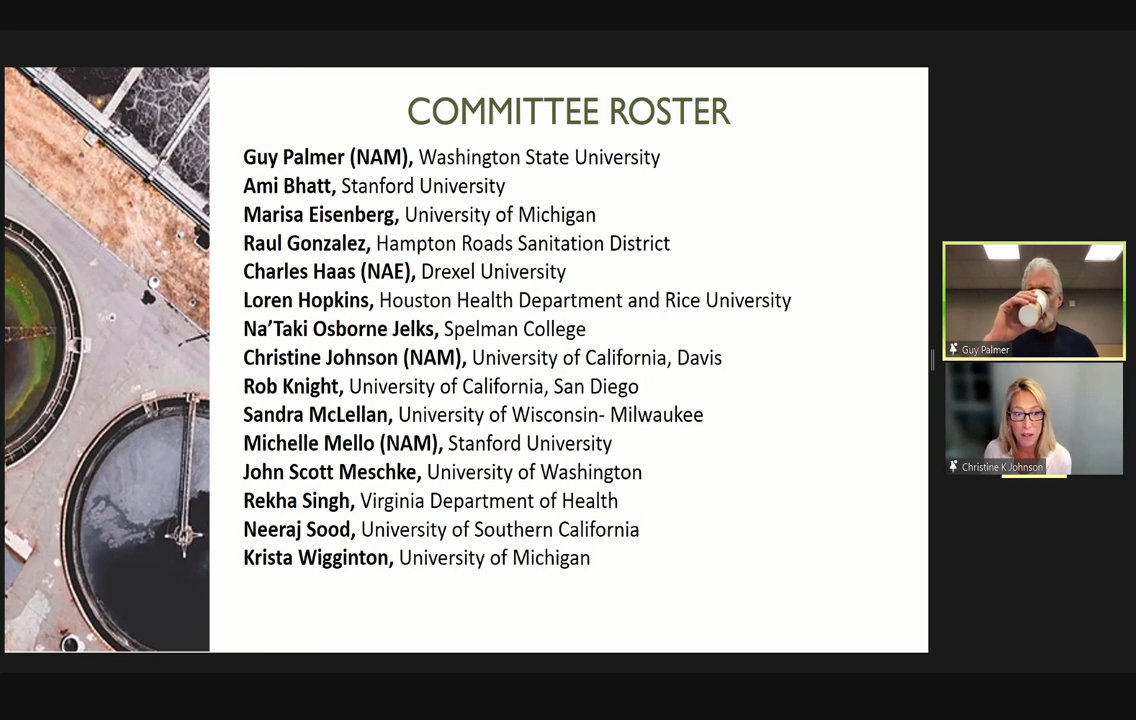 COMMITTEE ROSTER
Guy Palmer (NAM), Washington State University
Ami Bhatt, Stanford University
Marisa Eisenberg, University of Michigan
Raul Gonzalez, Hampton Roads Sanitation District
Charles Haas (NAE), Drexel University
Loren Hopkins, Houston Health Department and Rice University
Na’Taki Osborne Jelks, Spelman College
Christine Johnson (NAM), University of California, Davis
Rob Knight, University of California, San Diego
Sandra McLellan, University of Wisconsin- Milwaukee
Michelle Mello (NAM), Stanford University
John Scott Meschke, University of Washington
Rekha Singh, Virginia Department of Health
Neeraj Sood, University of Southern California
Krista Wigginton, University of Michigan
Guy Palmer
Christine K Johnson